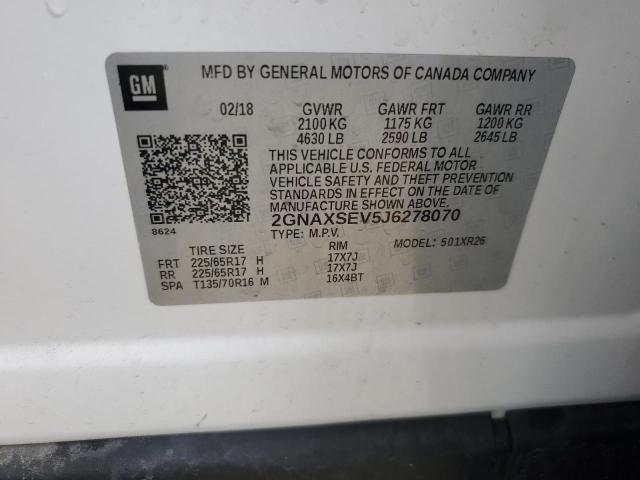 GM
MFD BY GENERAL MOTORS OF CANADA COMPANY
02/18 GVWR GAWR FRT GAWR RR
2100 KG 1175 KG 1200 KG
4630 LB 2590 LB 2645 LB
THIS VEHICLE CONFORMS TO ALL
APPLICABLE U.S. FEDERAL MOTOR
VEHICLE SAFETY AND THEFT PREVENTION
STANDARDS IN EFFECT ON THE DATE OF
MANUFACTURE SHOWN ABOVE.
8624
2GNAXSEV5J6278070
TYPE: M.P.V. MODEL: 501XR26
TIRE SIZE RIM
FRT 225/65R17 H 17X7J
RR 225/65R17 H 17X7J
SPA T135/70R16 M 16X4BT